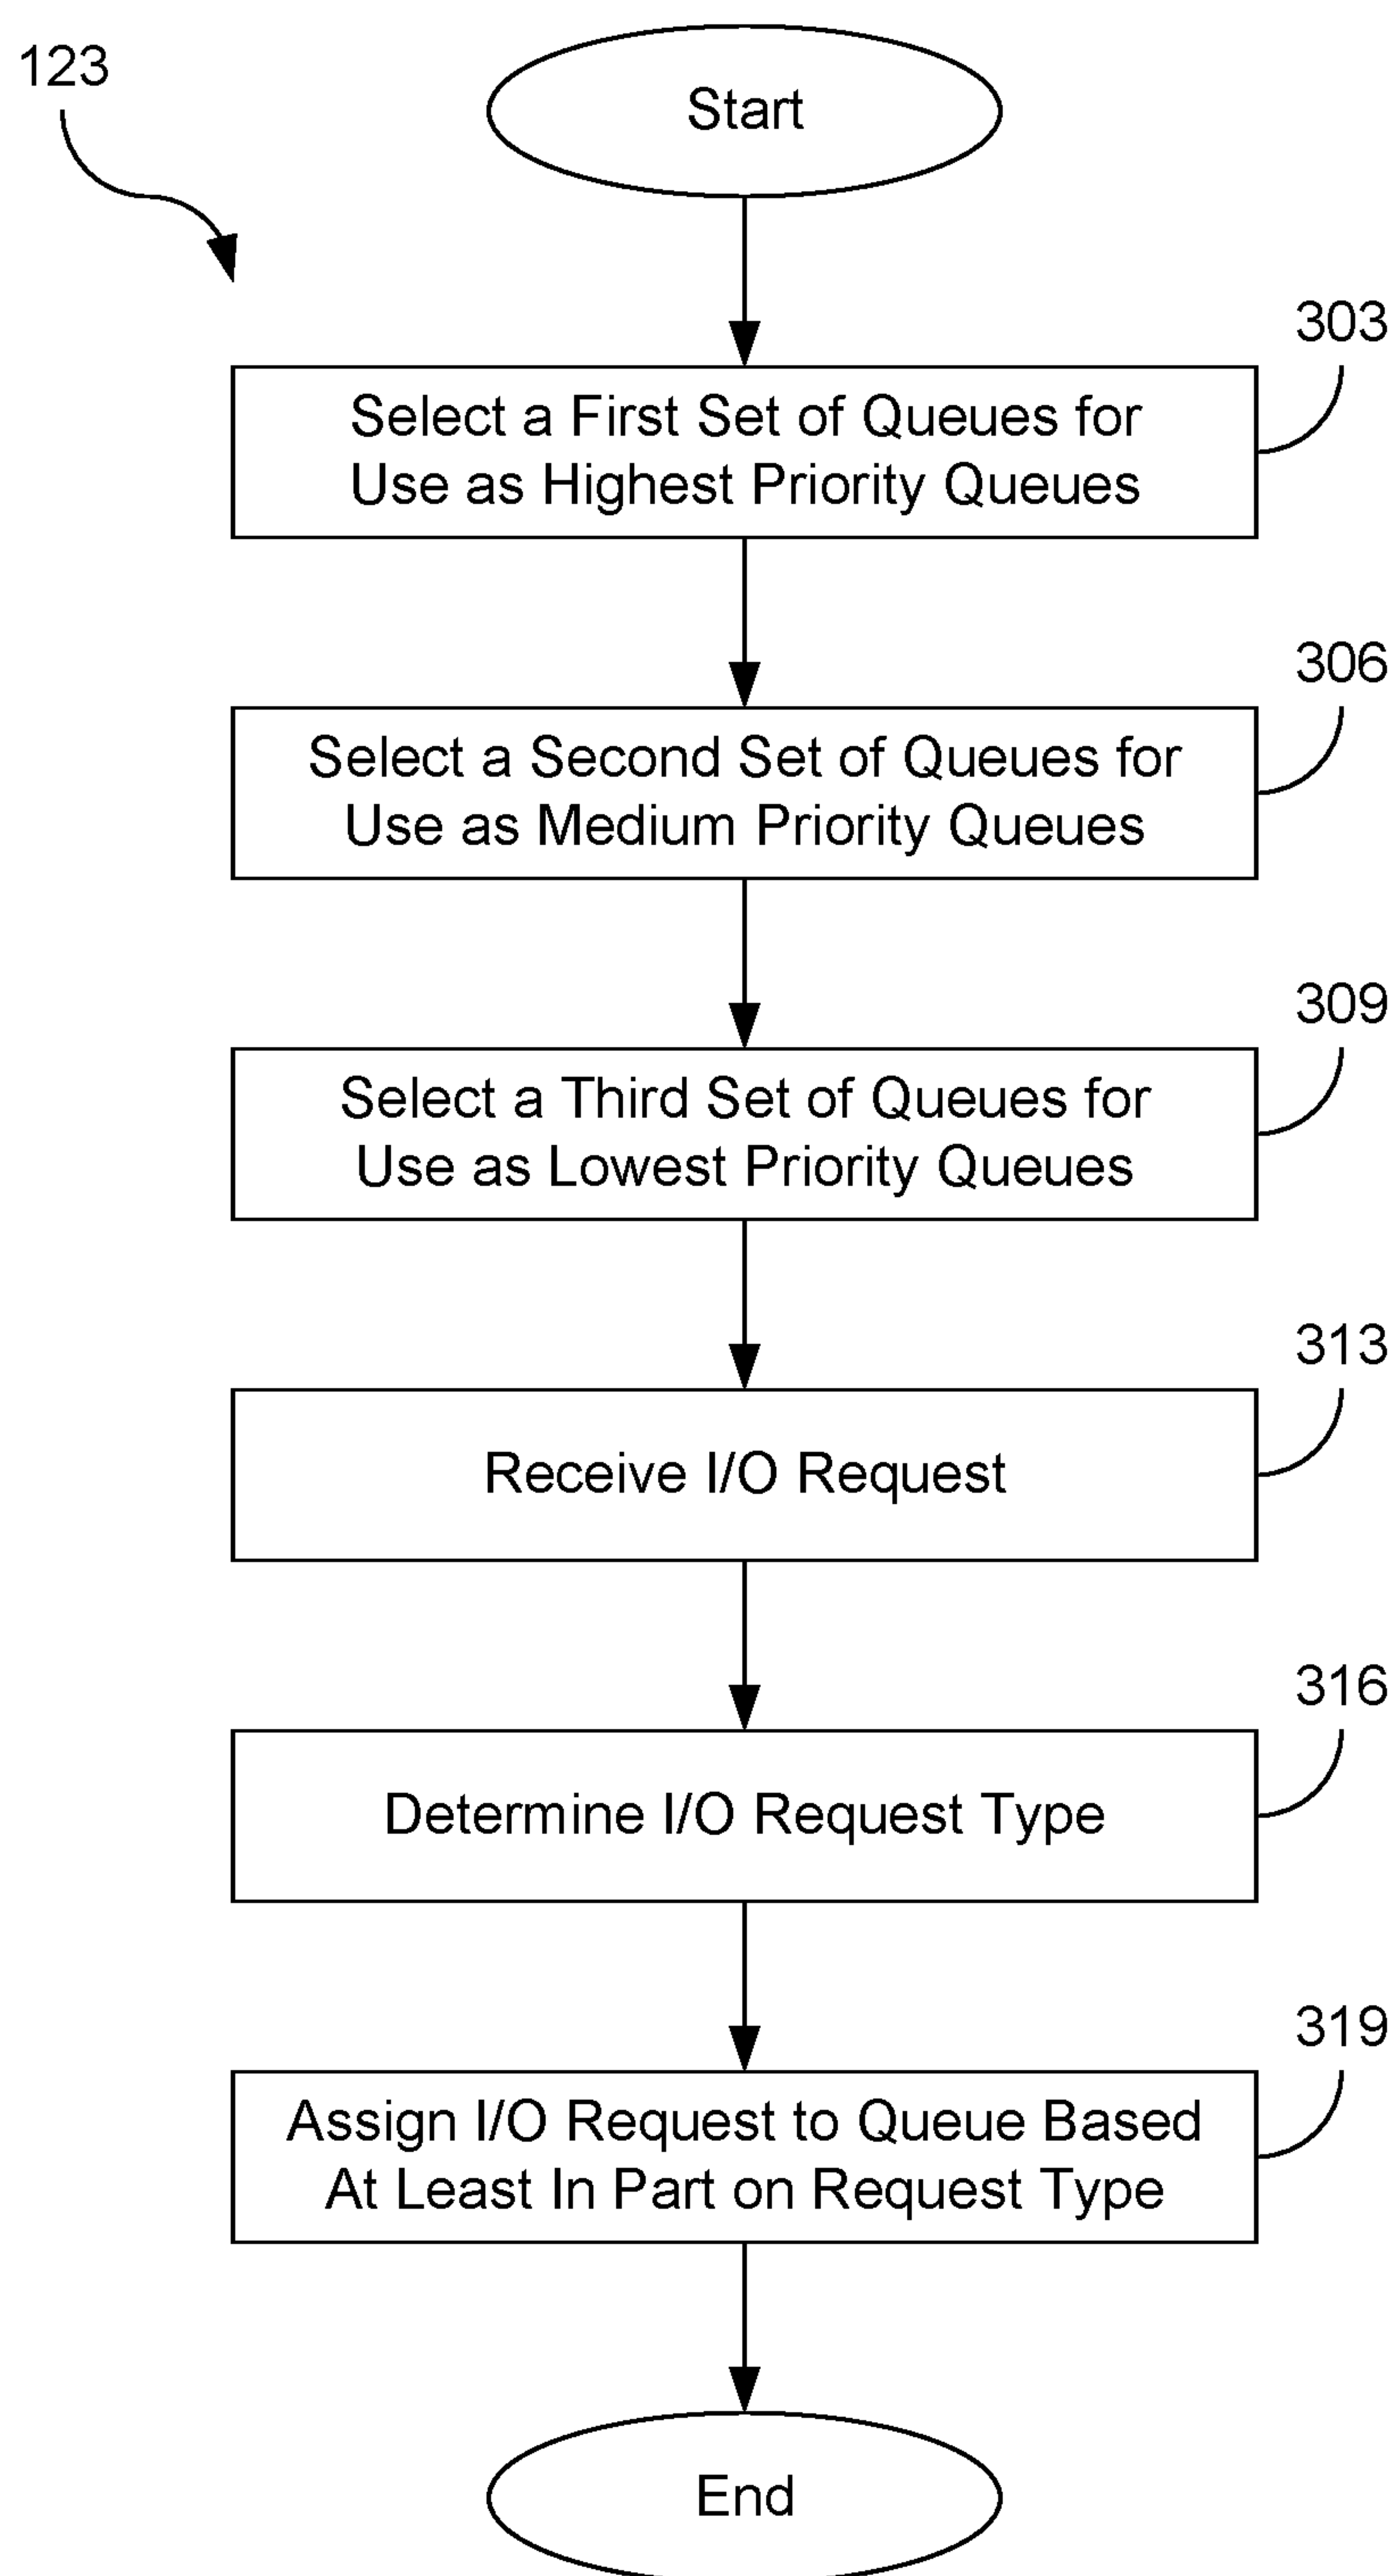 123
Start
303
Select a First Set of Queues for
Use as Highest Priority Queues
306
Select a Second Set of Queues for
Use as Medium Priority Queues
309
Select a Third Set of Queues for
Use as Lowest Priority Queues
313
Receive I/O Request
316
Determine I/O Request Type
319
Assign I/O Request to Queue Based
At Least In Part on Request Type
End